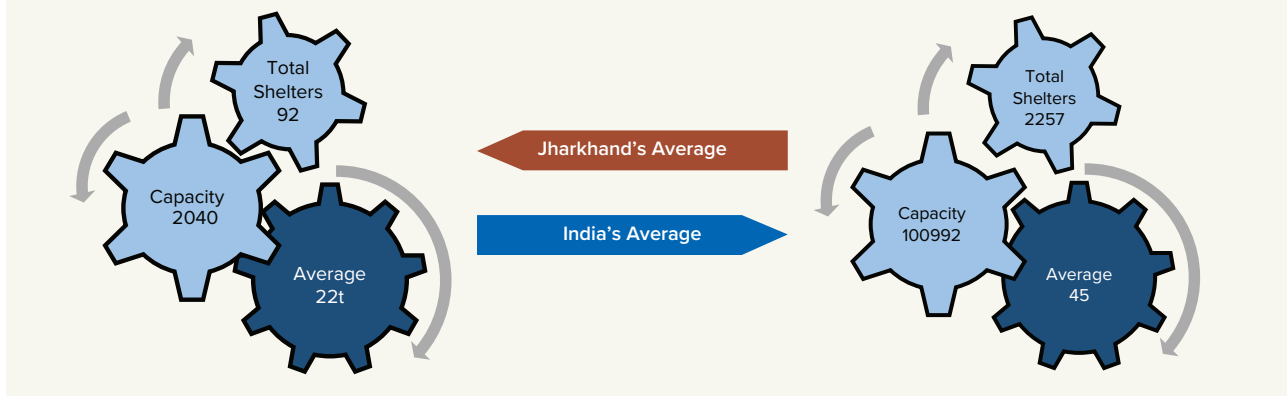 Total
Shelters
92
Capacity
2040
Average
22t
Jharkhand's Average
India's Average
Total
Shelters
2257
Capacity
100992
Average
45